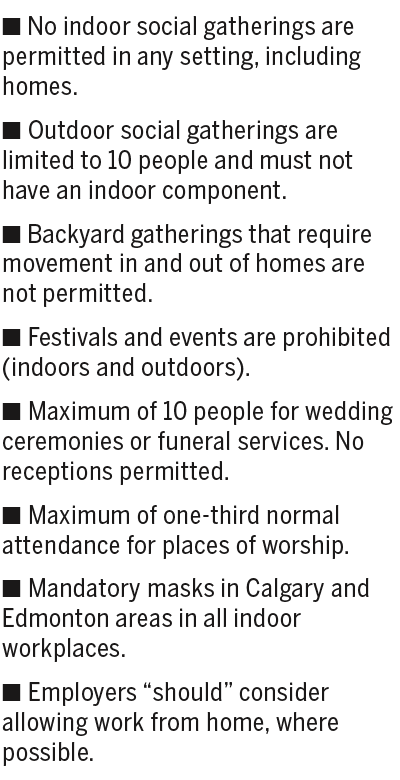 ■ No indoor social gatherings are
permitted in any setting, including
homes.
■ Outdoor social gatherings are
limited to 10 people and must not
have an indoor component.
■ Backyard gatherings that require
movement in and out of homes are
not permitted.
■ Festivals and events are prohibited
(indoors and outdoors).
■ Maximum of 10 people for wedding
ceremonies or funeral services. No
receptions permitted.
■ Maximum of one-third normal
attendance for places of worship.
■ Mandatory masks in Calgary and
Edmonton areas in all indoor
workplaces.
■ Employers “should” consider
allowing work from home, where
possible.